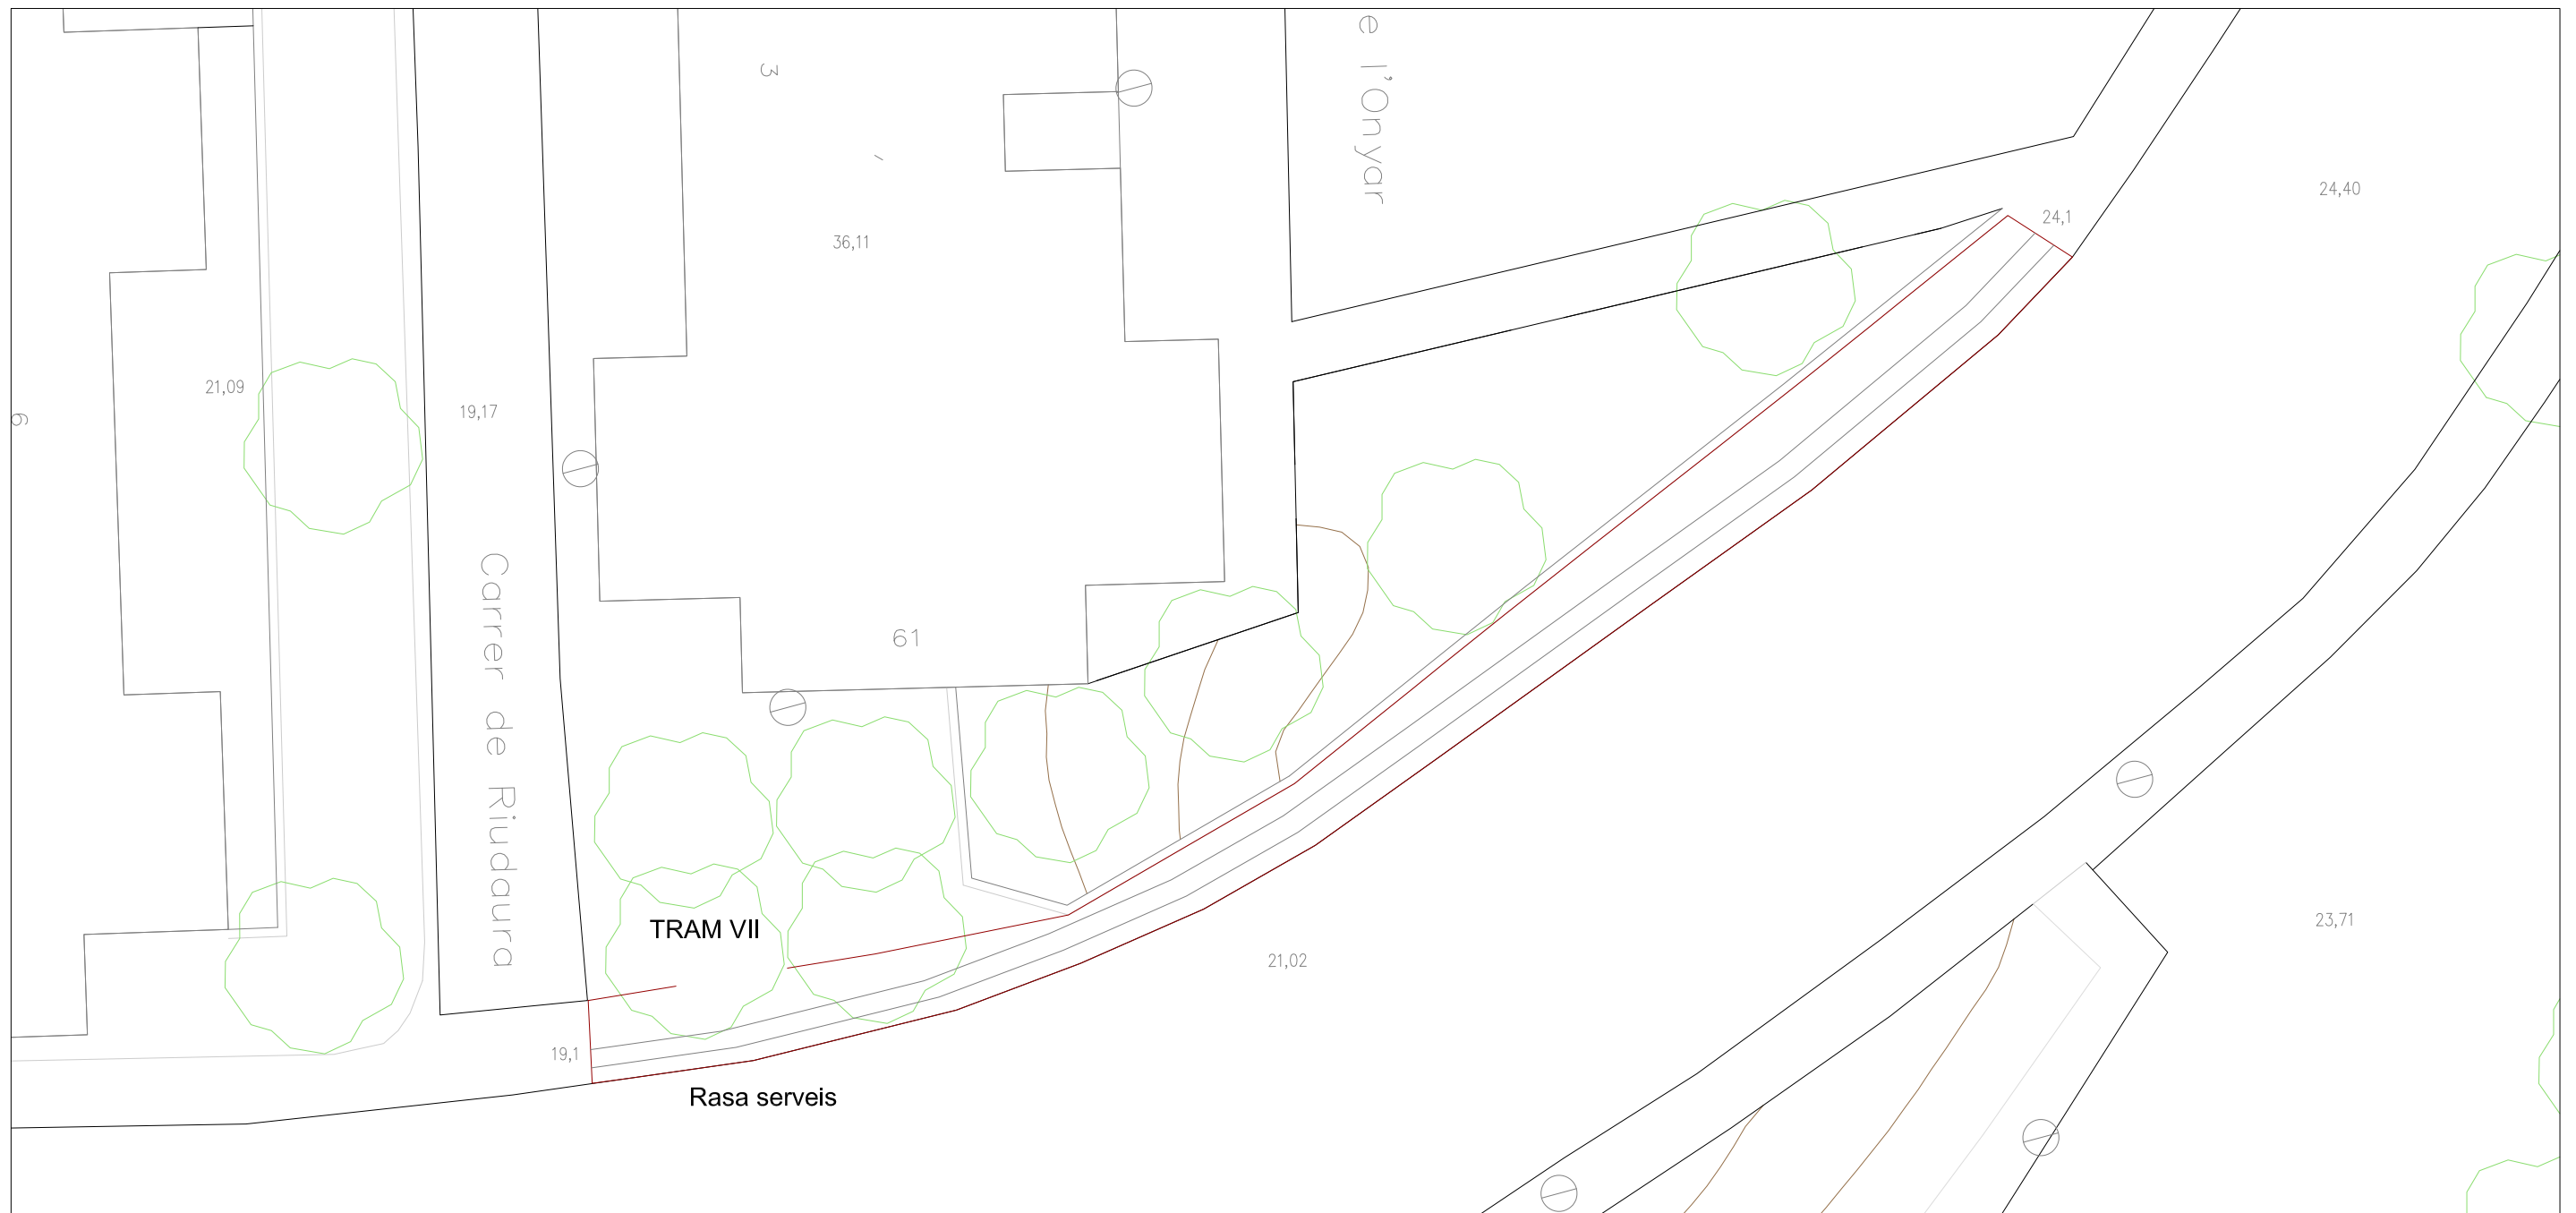 3
e l'Onyar
24,40
24,1
36,11
21,09
19,17
6
Carrer de Riudaura
61
TRAM VII
23,71
21,02
19,1
Rasa serveis